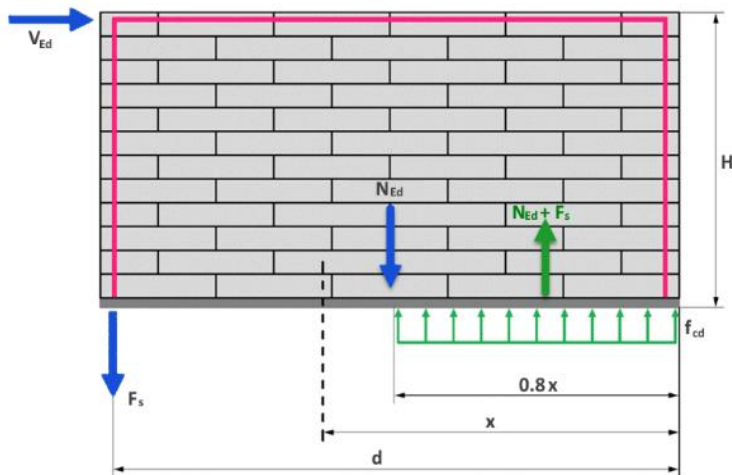 V_Ed
H
N_Ed
N_Ed + F_s
f_cd
0.8 x
F_s
x
d